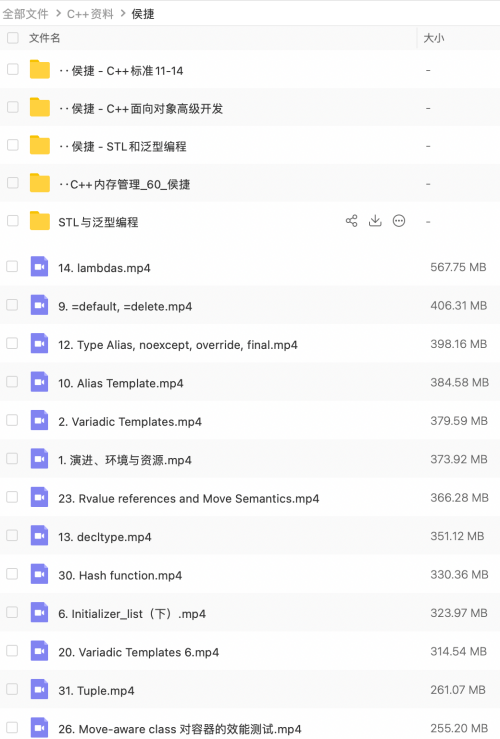 全部文件 > C++资料 > 侯捷
文件名 大小
··侯捷 - C++标准11-14 -
··侯捷 - C++面向对象高级开发 -
··侯捷 - STL和泛型编程 -
··C++内存管理_60_侯捷 -
STL与泛型编程 -
14. lambdas.mp4 567.75 MB
9. =default, =delete.mp4 406.31 MB
12. Type Alias, noexcept, override, final.mp4 398.16 MB
10. Alias Template.mp4 384.58 MB
2. Variadic Templates.mp4 379.59 MB
1. 演进、环境与资源.mp4 373.92 MB
23. Rvalue references and Move Semantics.mp4 366.28 MB
13. decltype.mp4 351.12 MB
30. Hash function.mp4 330.36 MB
6. Initializer_list（下）.mp4 323.97 MB
20. Variadic Templates 6.mp4 314.54 MB
31. Tuple.mp4 261.07 MB
26. Move-aware class 对容器的效能测试.mp4 255.20 MB